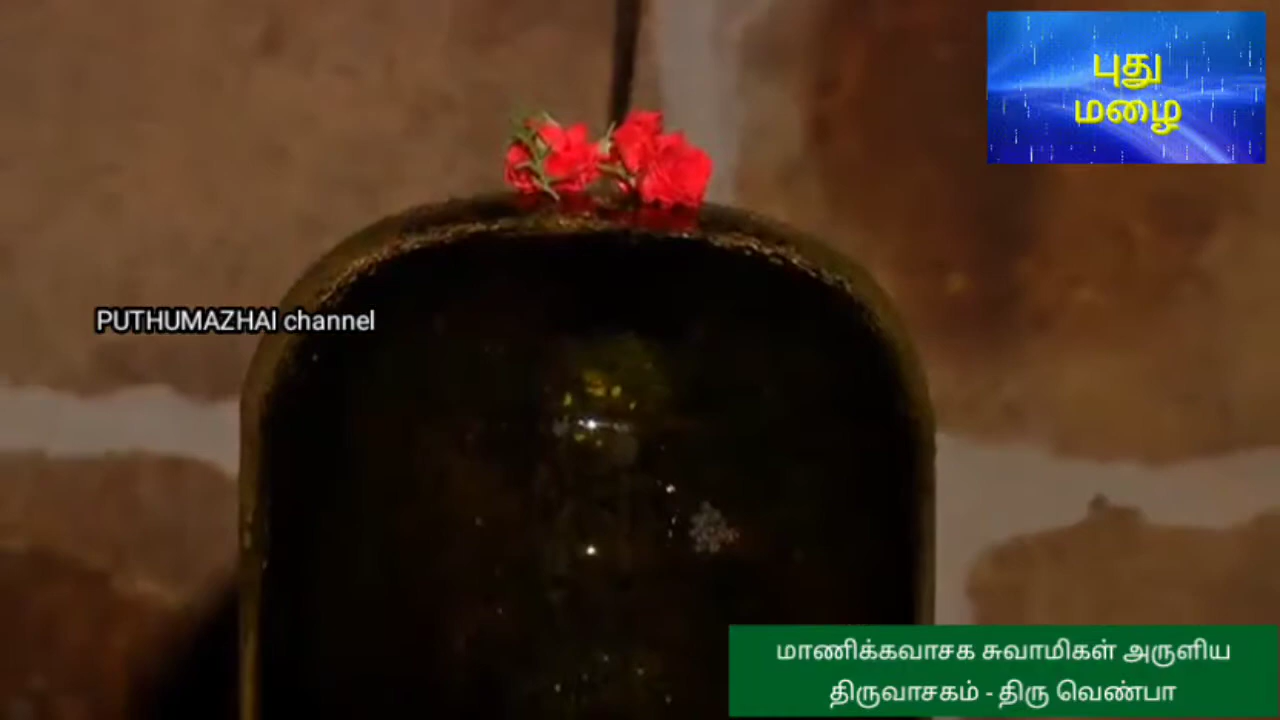 புது
மழை
PUTHUMAZHAI channel
மாணிக்கவாசக சுவாமிகள் அருளிய
திருவாசகம் - திரு வெண்பா